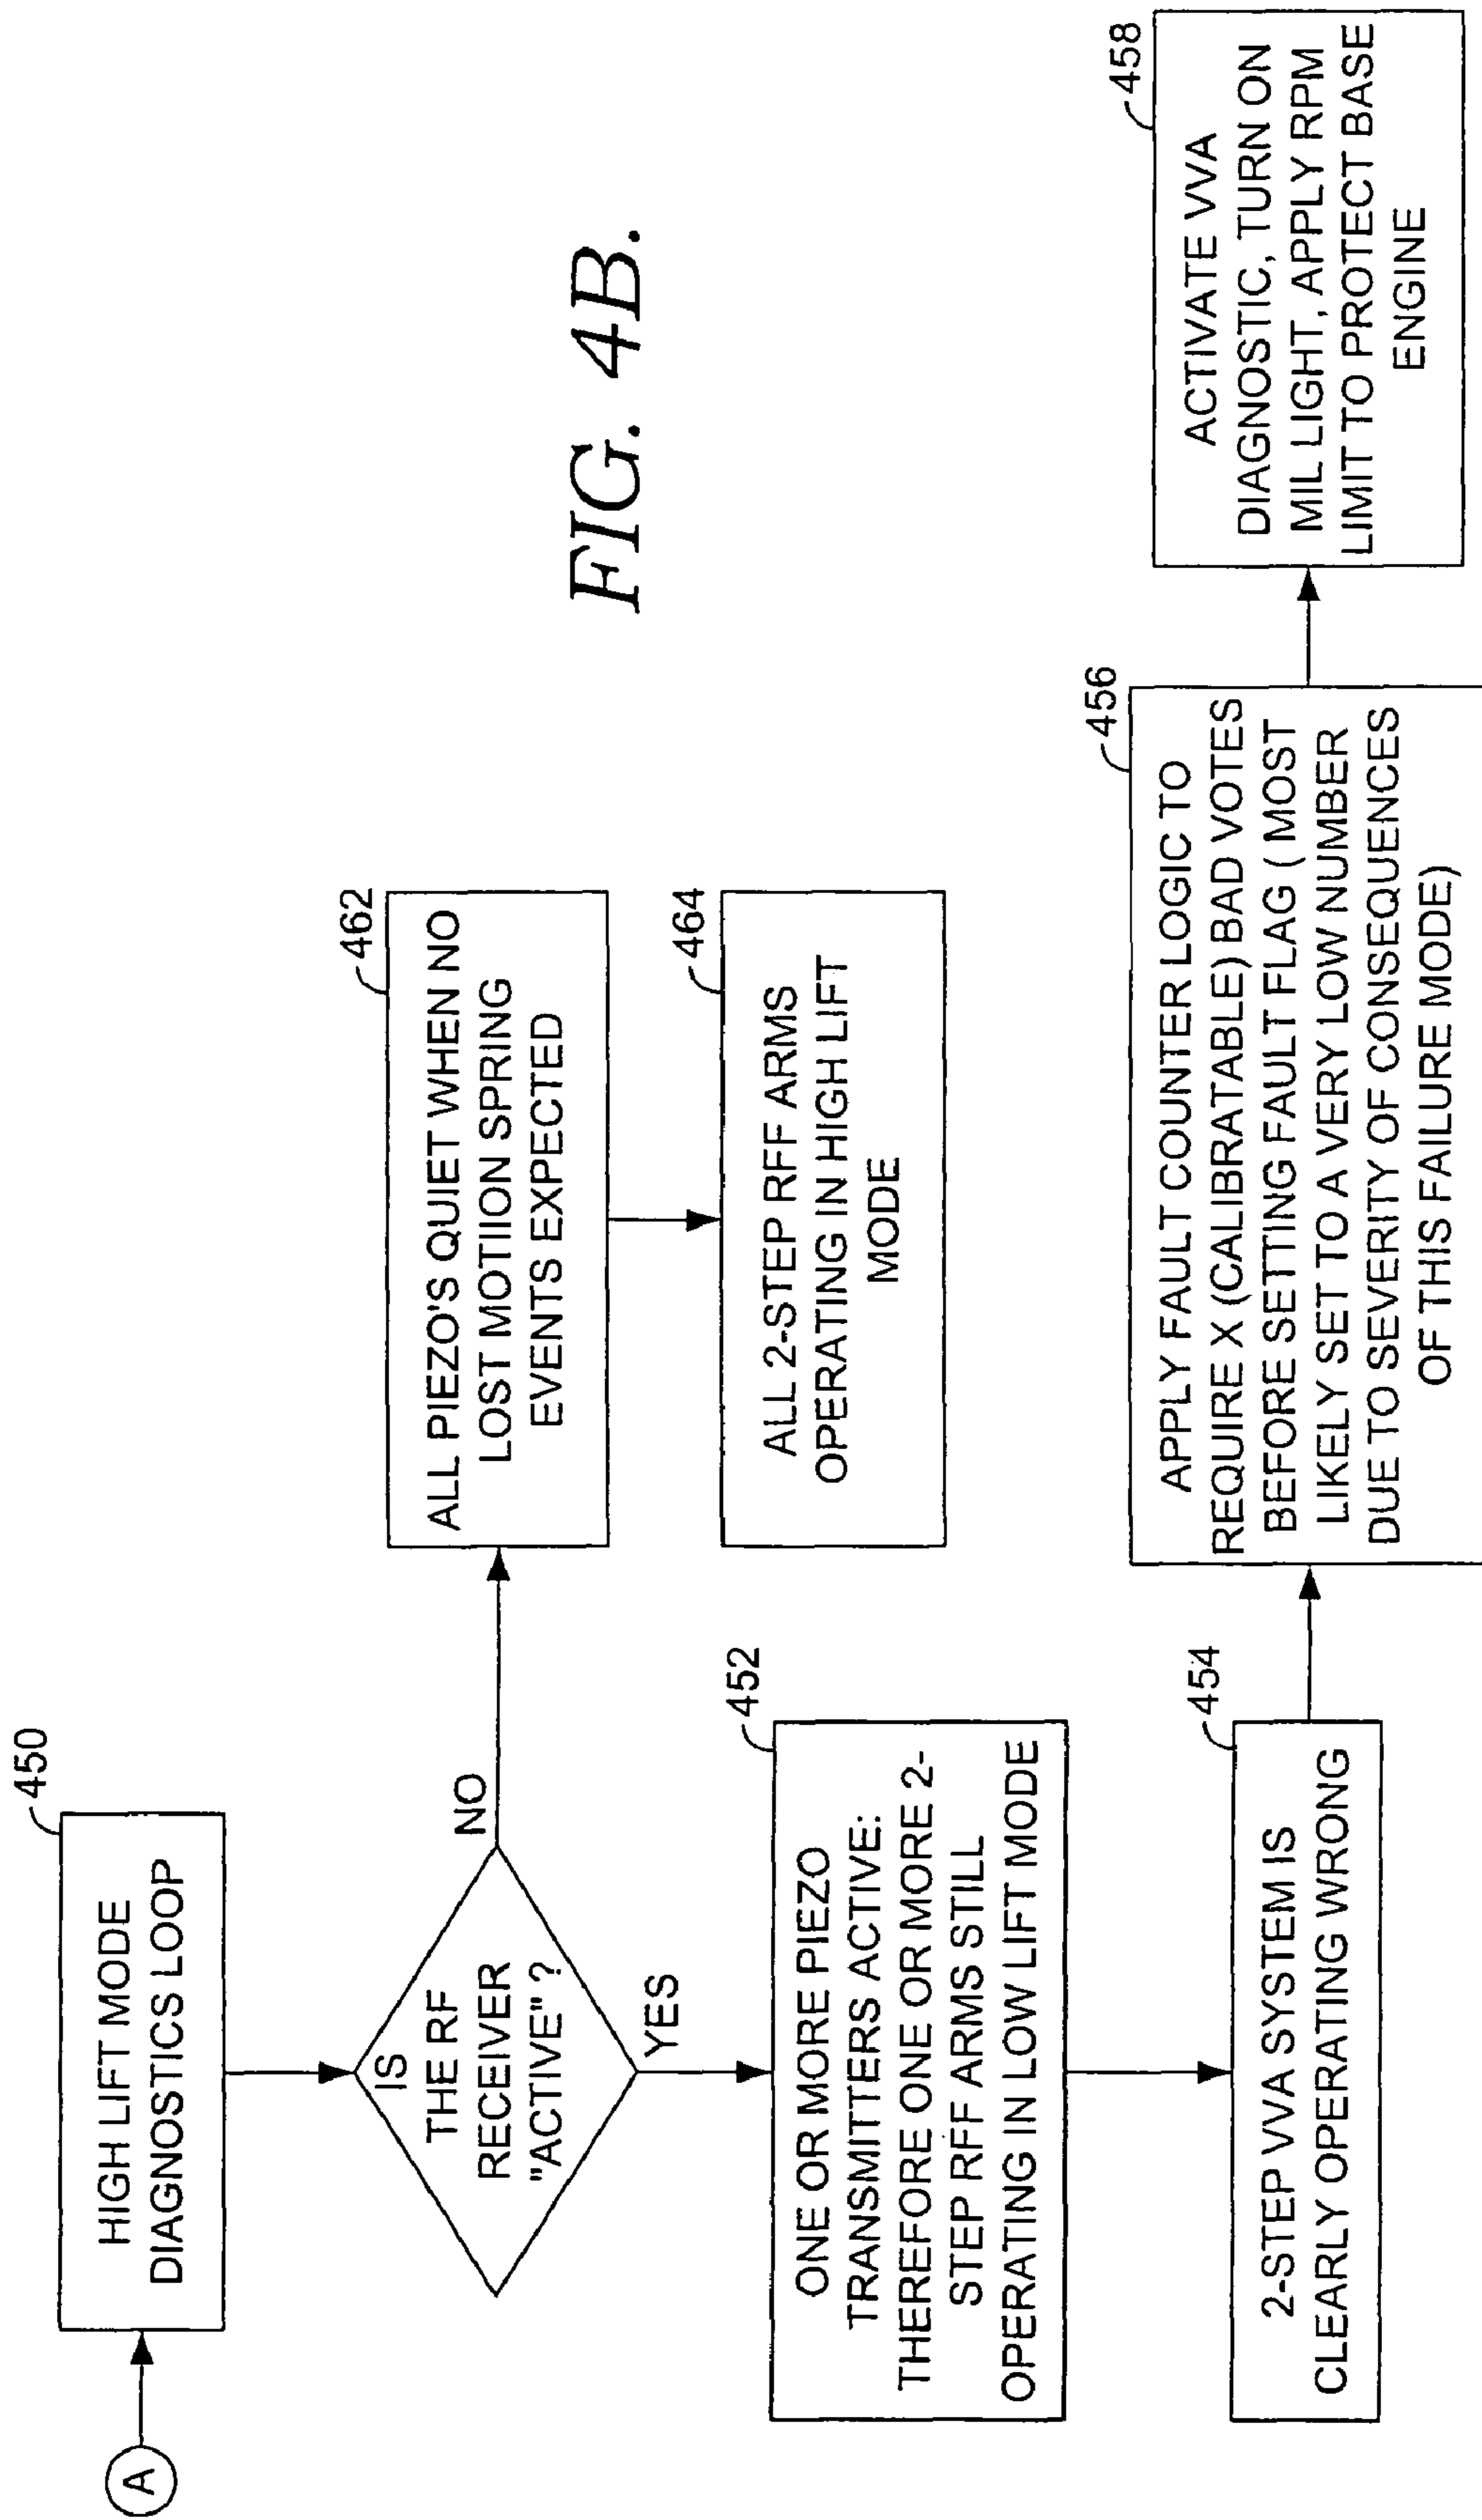 A
450
HIGH LIFT MODE
DIAGNOSTICS LOOP
IS
THE RF
RECEIVER
"ACTIVE" ?
NO
YES
462
ALL PIEZO'S QUIET WHEN NO
LOST MOTION SPRING
EVENTS EXPECTED
464
ALL 2-STEP RFF ARMS
OPERATING IN HIGH LIFT
MODE
FIG. 4B.
452
ONE OR MORE PIEZO
TRANSMITTERS ACTIVE:
THEREFORE ONE OR MORE 2-
STEP RFF ARMS STILL
OPERATING IN LOW LIFT MODE
454
2-STEP VVA SYSTEM IS
CLEARLY OPERATING WRONG
456
APPLY FAULT COUNTER LOGIC TO
REQUIRE X (CALIBRATABLE) BAD VOTES
BEFORE SETTING FAULT FLAG ( MOST
LIKELY SET TO A VERY LOW NUMBER
DUE TO SEVERITY OF CONSEQUENCES
OF THIS FAILURE MODE)
458
ACTIVATE VVA
DIAGNOSTIC, TURN ON
MIL LIGHT, APPLY RPM
LIMIT TO PROTECT BASE
ENGINE